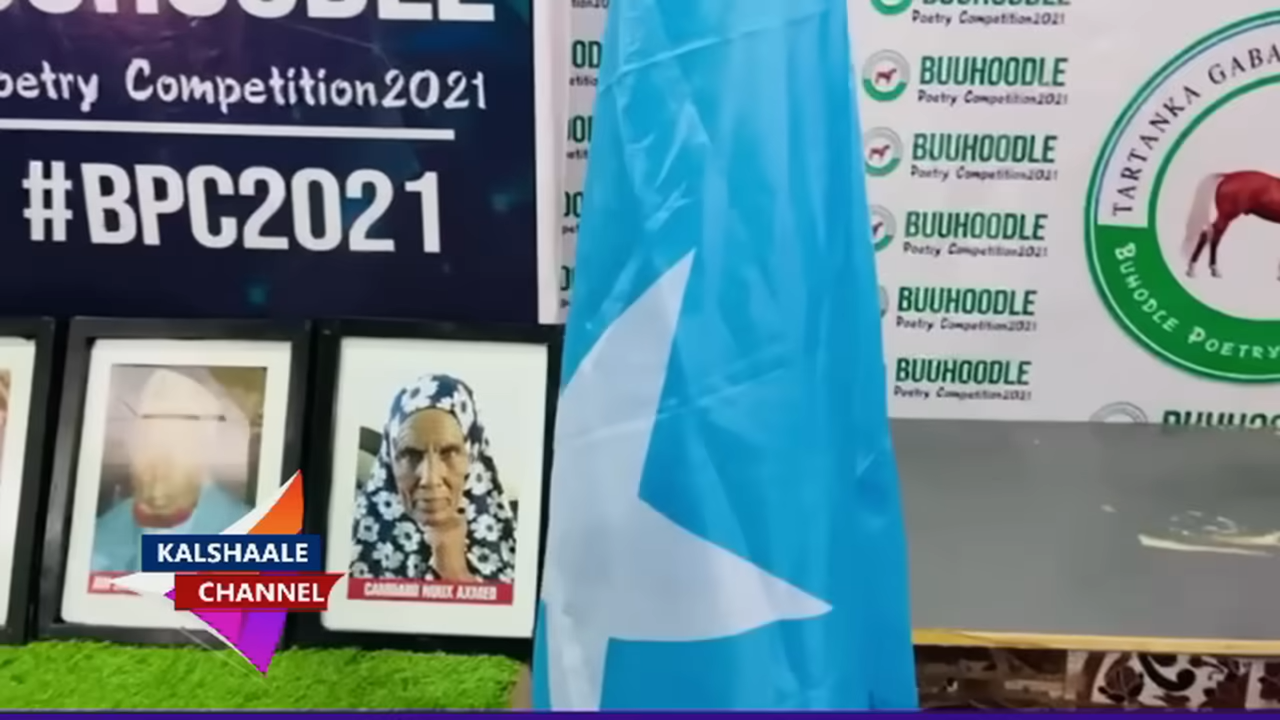 Poetry Competition2021
#BPC2021
KALSHAALE
CHANNEL
BUUHOODLE
Poetry Competition2021
BUUHOODLE
Poetry Competition2021
BUUHOODLE
Poetry Competition2021
BUUHOODLE
Poetry Competition2021
BUUHOODLE
Poetry Competition2021
TARTANKA GABA
BUHODLE POETRY